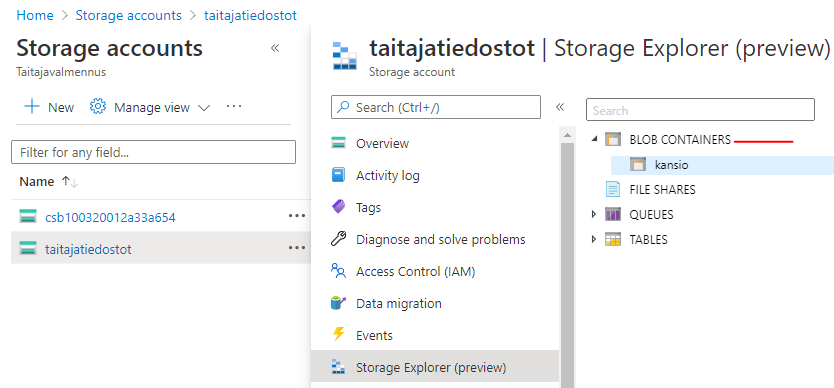 Home > Storage accounts > taitajatiedostot
Storage accounts «
Taitajavalmennus
+ New Manage view ···
Filter for any field...
Name ↑↓
csb100320012a33a654 ···
taitajatiedostot ···
taitajatiedostot | Storage Explorer (preview)
Storage account
Search (Ctrl+/) «
Overview
Activity log
Tags
Diagnose and solve problems
Access Control (IAM)
Data migration
Events
Storage Explorer (preview)
Search
BLOB CONTAINERS
kansio
FILE SHARES
QUEUES
TABLES